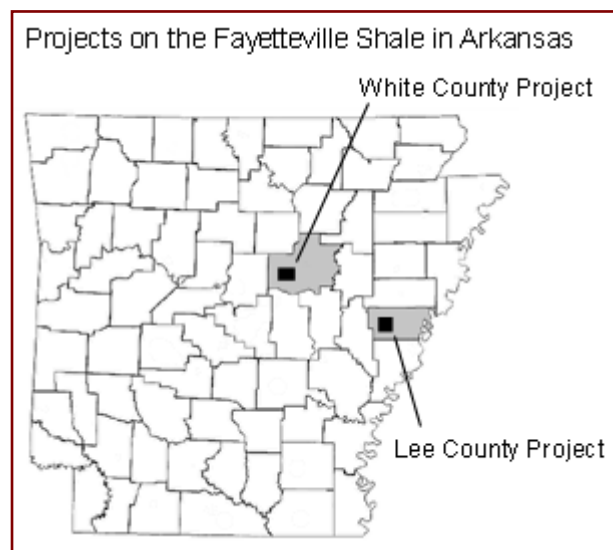 Projects on the Fayetteville Shale in Arkansas
White County Project
Lee County Project